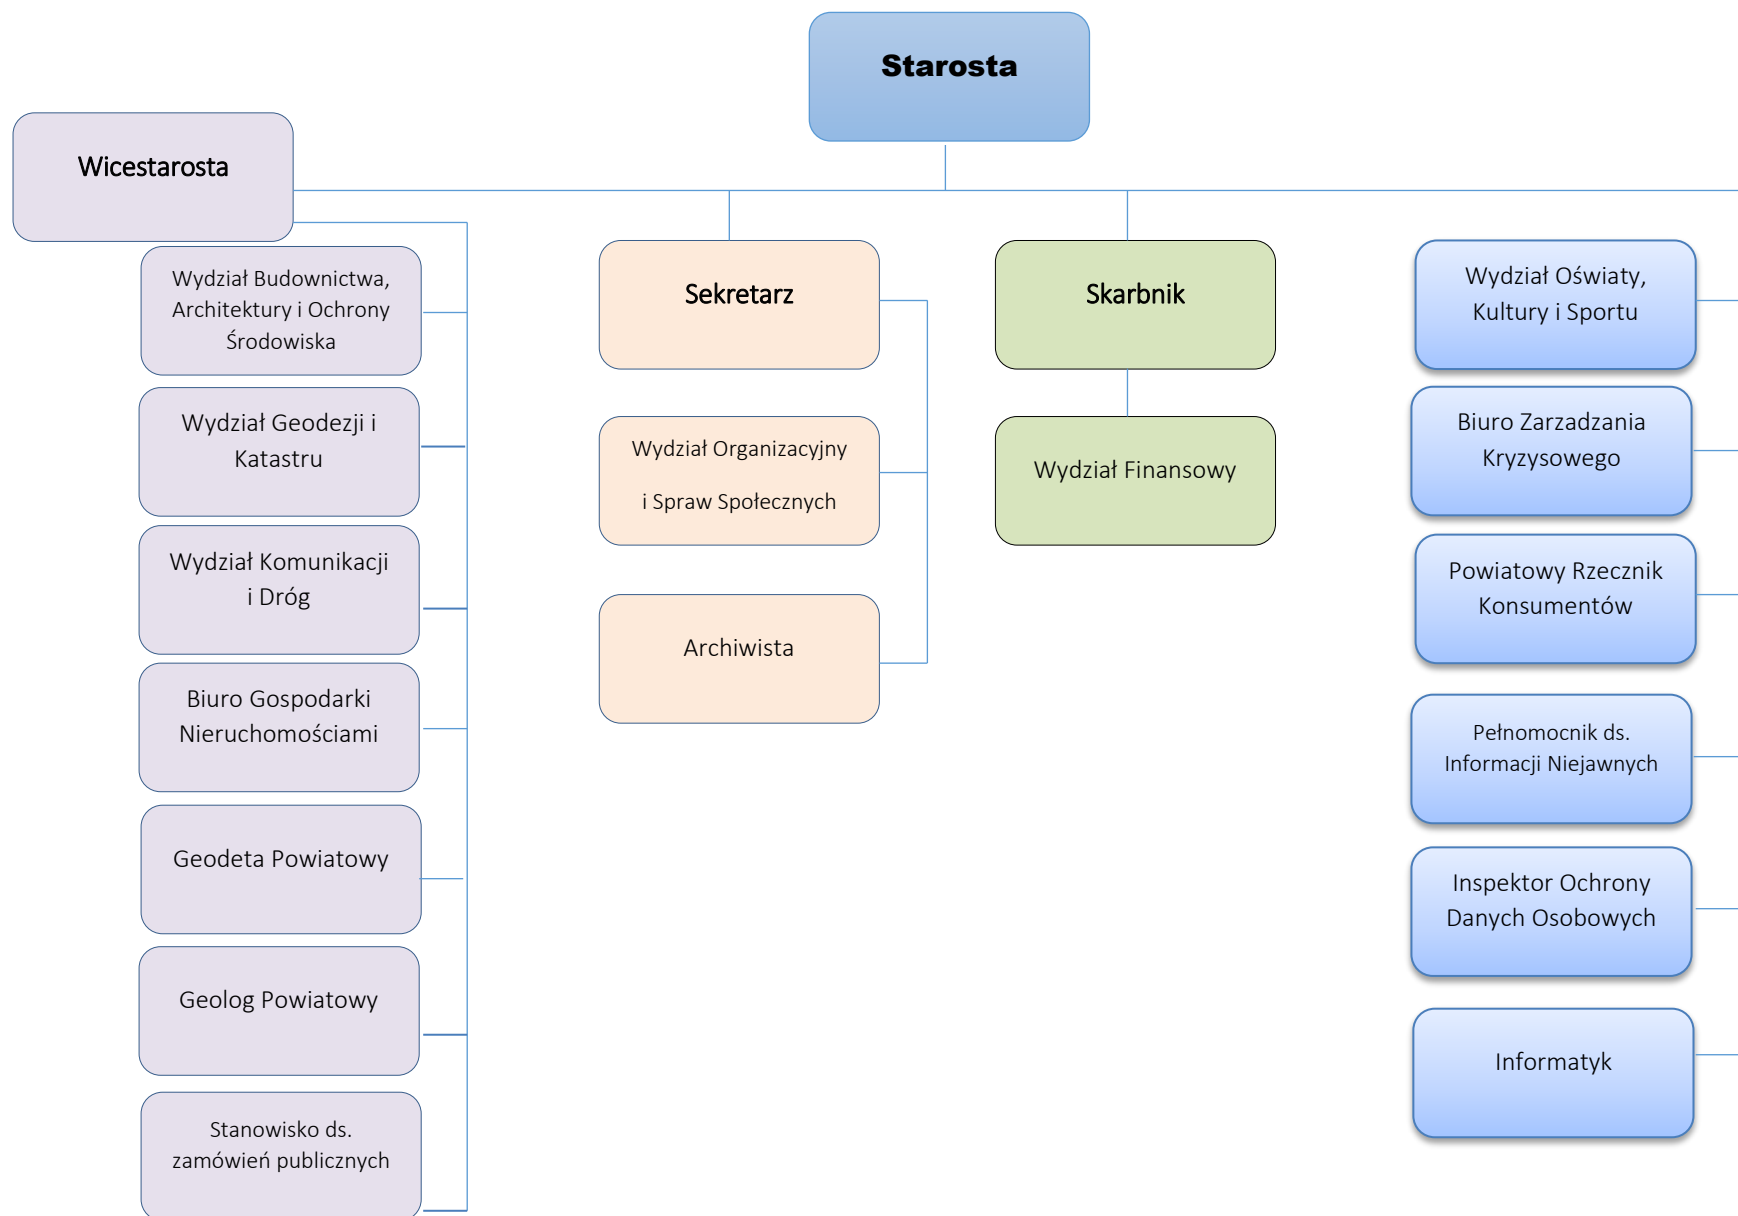 Starosta
Wicestarosta
Wydział Budownictwa,
Architektury i Ochrony
Środowiska
Wydział Geodezji i
Katastru
Wydział Komunikacji
i Dróg
Biuro Gospodarki
Nieruchomościami
Geodeta Powiatowy
Geolog Powiatowy
Stanowisko ds.
zamówień publicznych
Sekretarz
Wydział Organizacyjny
i Spraw Społecznych
Archiwista
Skarbnik
Wydział Finansowy
Wydział Oświaty,
Kultury i Sportu
Biuro Zarzadzania
Kryzysowego
Powiatowy Rzecznik
Konsumentów
Pełnomocnik ds.
Informacji Niejawnych
Inspektor Ochrony
Danych Osobowych
Informatyk